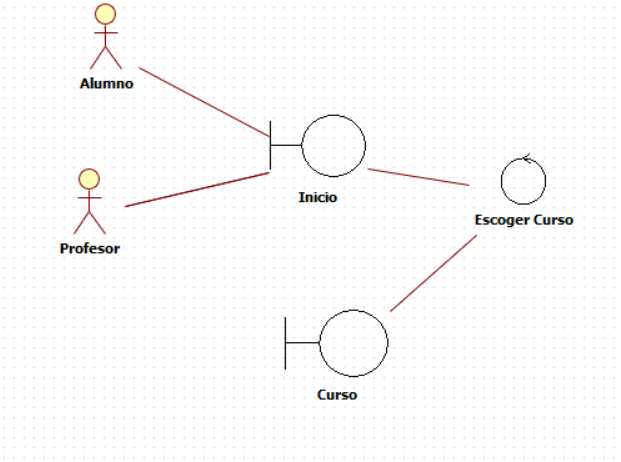 Alumno
Inicio
Escoger Curso
Profesor
Curso